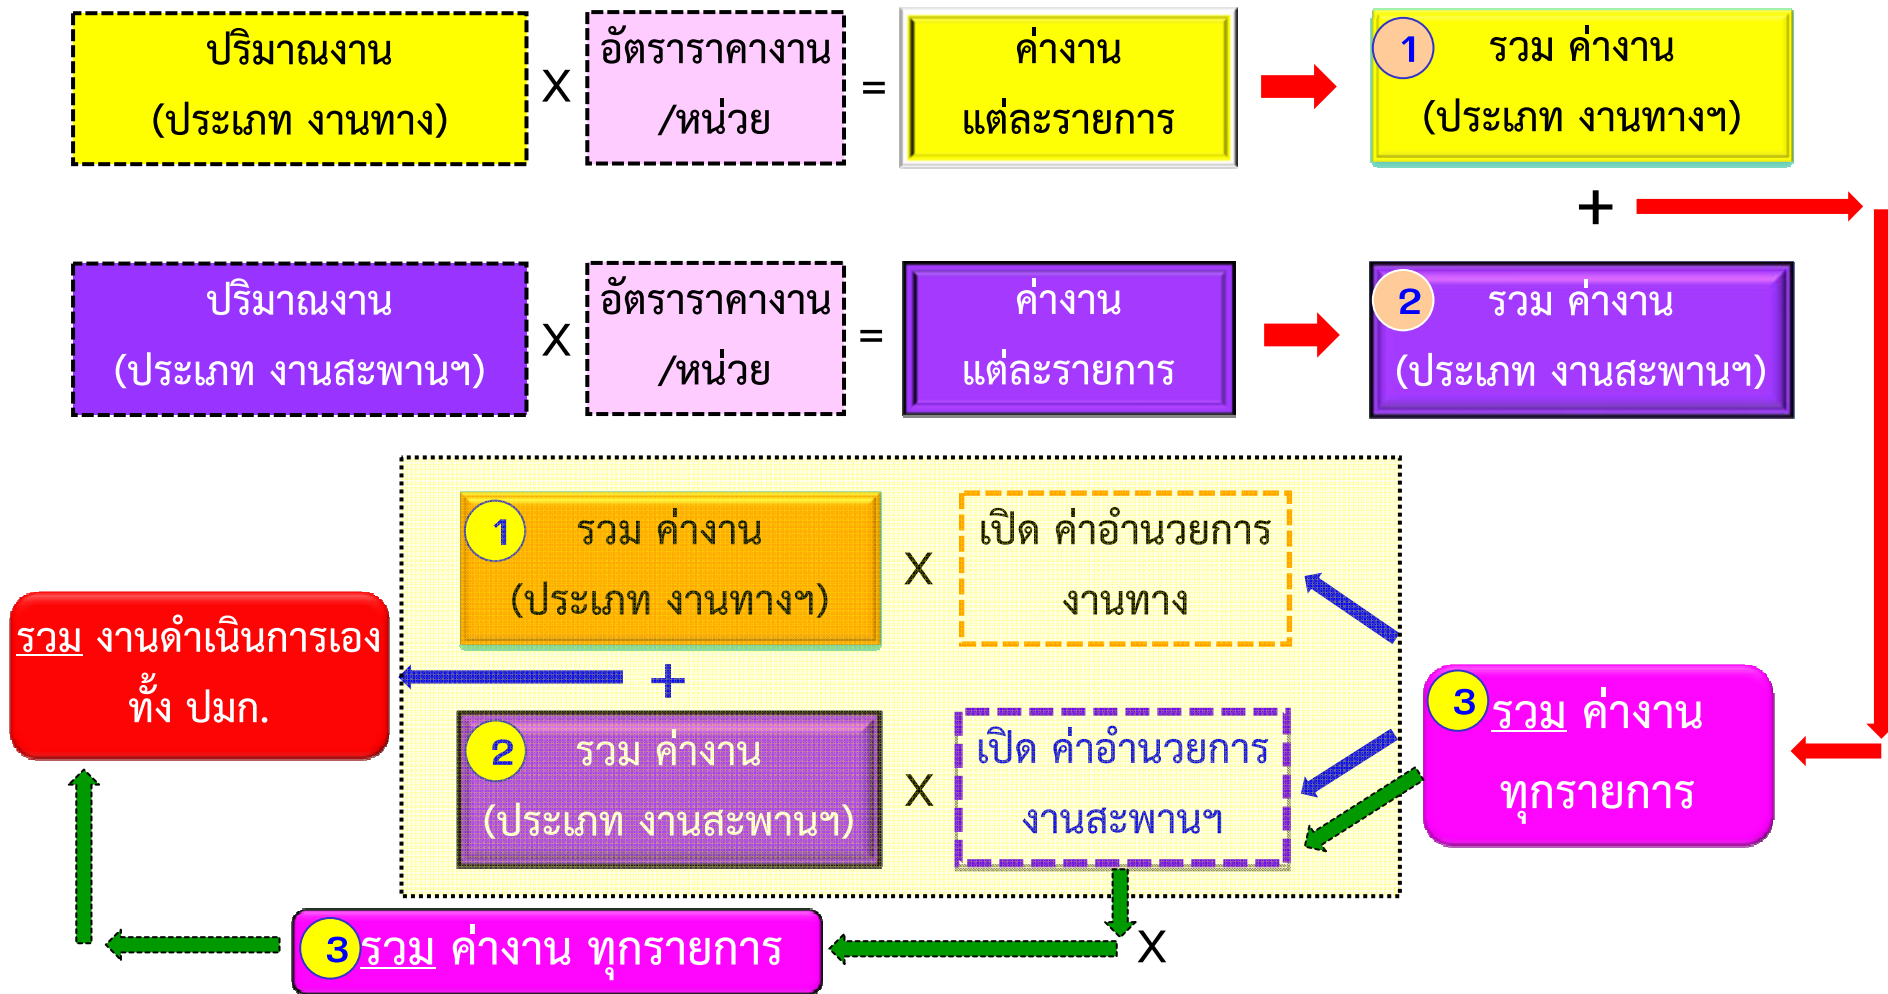 ปริมาณงาน
(ประเภท งานทาง)
X
อัตราราคางาน
/หน่วย
=
ค่างาน
แต่ละรายการ
1
รวม ค่างาน
(ประเภท งานทางฯ)
+
ปริมาณงาน
(ประเภท งานสะพานฯ)
X
อัตราราคางาน
/หน่วย
=
ค่างาน
แต่ละรายการ
2
รวม ค่างาน
(ประเภท งานสะพานฯ)
1
รวม ค่างาน
(ประเภท งานทางฯ)
X
เปิด ค่าอำนวยการ
งานทาง
รวม งานดำเนินการเอง
ทั้ง ปมก.
+
2
รวม ค่างาน
(ประเภท งานสะพานฯ)
X
เปิด ค่าอำนวยการ
งานสะพานฯ
3
รวม ค่างาน
ทุกรายการ
3
รวม ค่างาน ทุกรายการ
X